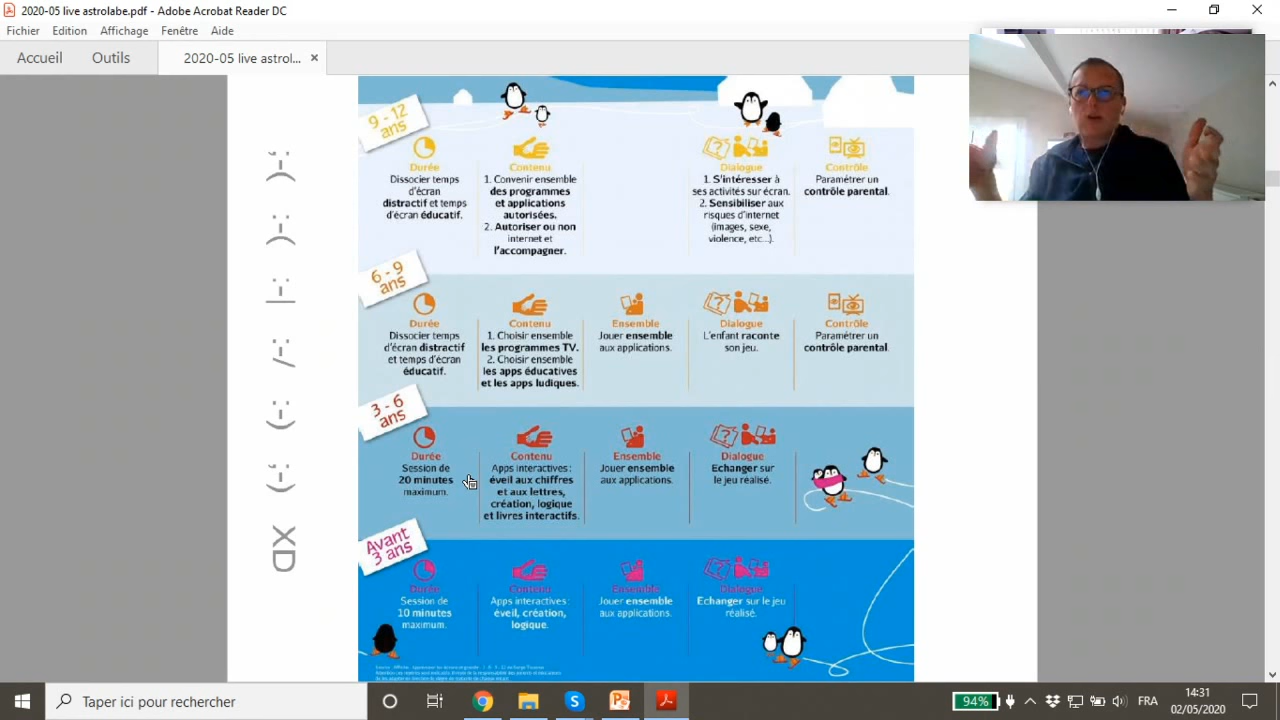 2020-05 live astrolabe.pdf - Adobe Acrobat Reader DC
Fichier Edition Affichage Fenêtre Aide
Accueil Outils 2020-05 live astrol... ×
9-12
ans
Durée
Dissocier temps
d'écran
distractif et temps
d'écran éducatif.
Contenu
1. Convenir ensemble
des programmes
et applications
autorisées.
2. Autoriser ou non
internet et
l'accompagner.
Dialogue
1. S'intéresser à
ses activités sur écran.
2. Sensibiliser aux
risques d'internet
(images, sexe,
violence, etc...).
Contrôle
Paramétrer un
contrôle parental.
6-9
ans
Durée
Dissocier temps
d'écran distractif
et temps d'écran
éducatif.
Contenu
1. Choisir ensemble
les programmes TV.
2. Choisir ensemble
les apps éducatives
et les apps ludiques.
Ensemble
Jouer ensemble
aux applications.
Dialogue
L'enfant raconte
son jeu.
Contrôle
Paramétrer un
contrôle parental.
3-6
ans
Durée
Session de
20 minutes
maximum.
Contenu
Apps interactives :
éveil aux chiffres
et aux lettres,
création, logique
et livres interactifs.
Ensemble
Jouer ensemble
aux applications.
Dialogue
Echanger sur
le jeu réalisé.
Avant
3 ans
Durée
Session de
10 minutes
maximum.
Contenu
Apps interactives :
éveil, création,
logique.
Ensemble
Jouer ensemble
aux applications.
Dialogue
Echanger sur le jeu
réalisé.
XD
Taper ici pour rechercher
94% FRA
14:31
02/05/2020